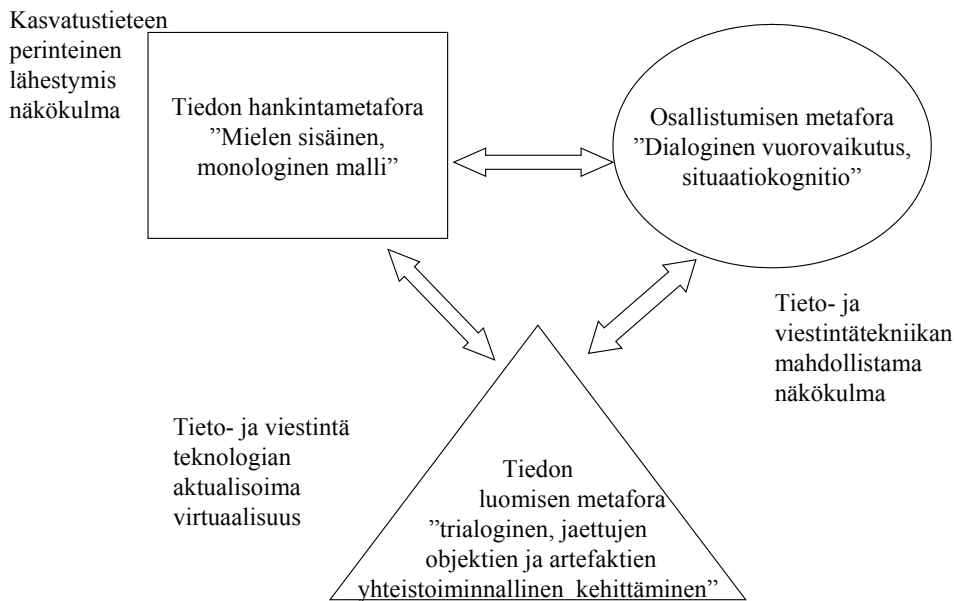 Kasvatustieteen
perinteinen
lähestymis
näkökulma
Tiedon hankintametafora
”Mielen sisäinen,
monologinen malli”
Osallistumisen metafora
”Dialoginen vuorovaikutus,
situaatiokognitio”
Tieto- ja
viestintätekniikan
mahdollistama
näkökulma
Tieto- ja viestintä
teknologian
aktualisoima
virtuaalisuus
Tiedon
luomisen metafora
”trialoginen, jaettujen
objektien ja artefaktien
yhteistoiminnallinen kehittäminen”